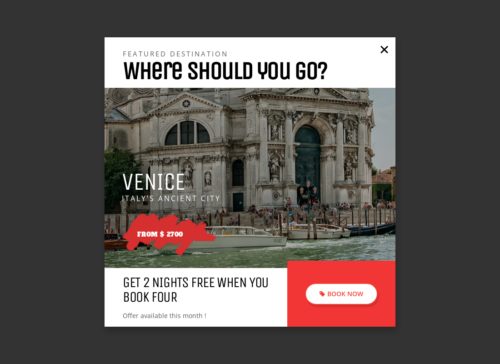 FEATURED DESTINATION
Where Should you Go?
VENICE
ITALY'S ANCIENT CITY
FROM $ 2700
GET 2 NIGHTS FREE WHEN YOU
BOOK FOUR
Offer available this month !
BOOK NOW